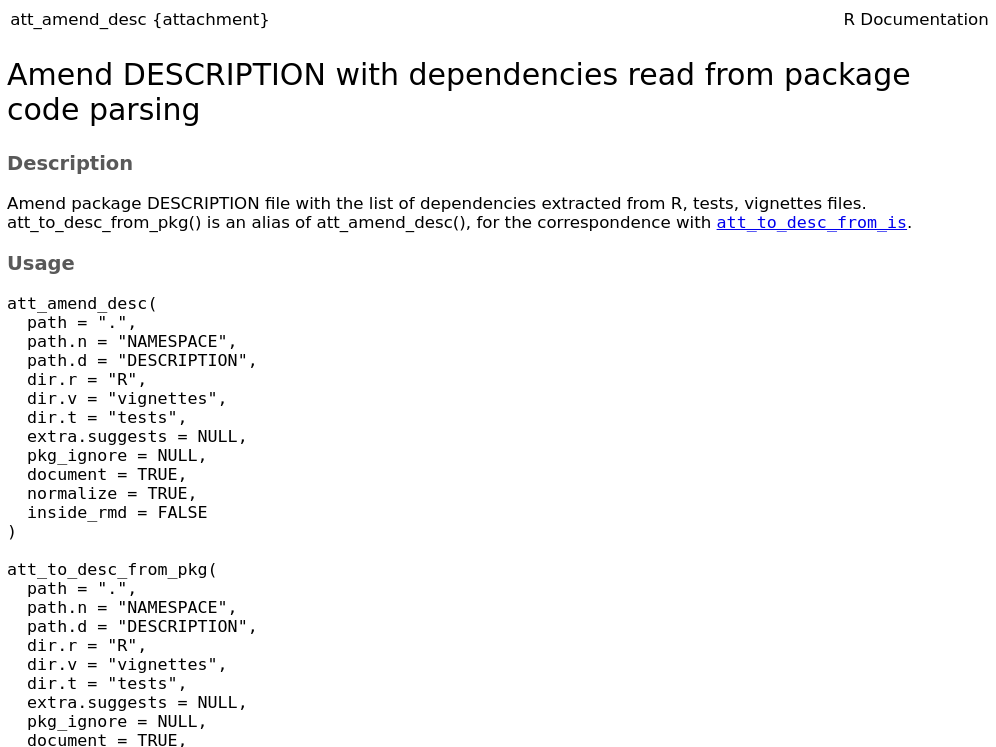 att_amend_desc {attachment} R Documentation
Amend DESCRIPTION with dependencies read from package
code parsing
Description
Amend package DESCRIPTION file with the list of dependencies extracted from R, tests, vignettes files.
att_to_desc_from_pkg() is an alias of att_amend_desc(), for the correspondence with att_to_desc_from_is.
Usage
att_amend_desc(
  path = ".",
  path.n = "NAMESPACE",
  path.d = "DESCRIPTION",
  dir.r = "R",
  dir.v = "vignettes",
  dir.t = "tests",
  extra.suggests = NULL,
  pkg_ignore = NULL,
  document = TRUE,
  normalize = TRUE,
  inside_rmd = FALSE
)
att_to_desc_from_pkg(
  path = ".",
  path.n = "NAMESPACE",
  path.d = "DESCRIPTION",
  dir.r = "R",
  dir.v = "vignettes",
  dir.t = "tests",
  extra.suggests = NULL,
  pkg_ignore = NULL,
  document = TRUE,